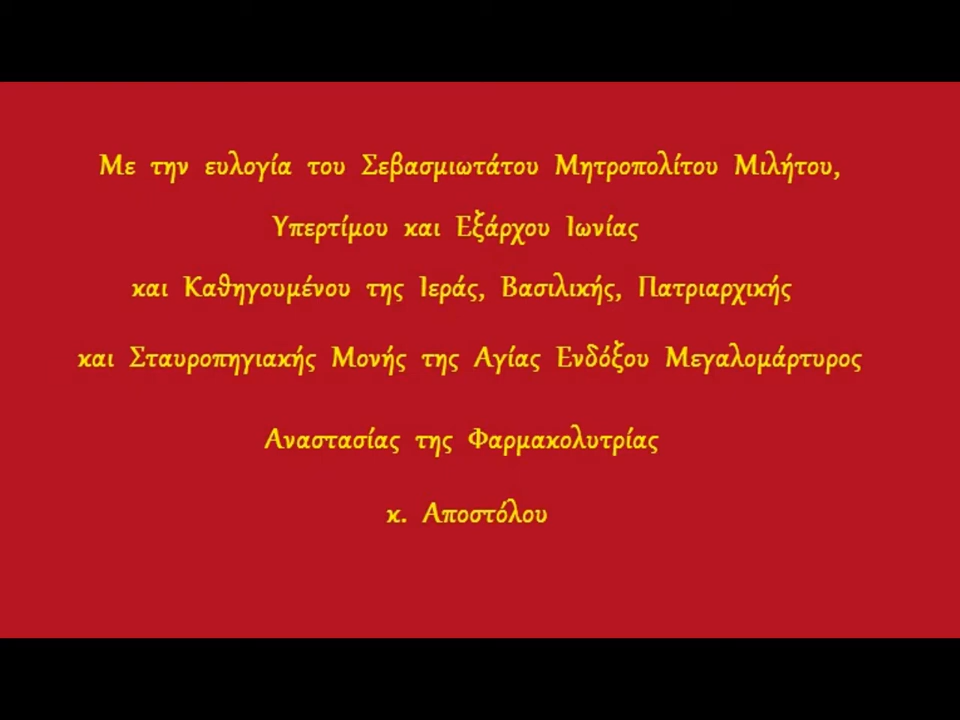 Με την ευλογία του Σεβασμιωτάτου Μητροπολίτου Μιλήτου,
Υπερτίμου και Εξάρχου Ιωνίας
και Καθηγουμένου της Ιεράς, Βασιλικής, Πατριαρχικής
και Σταυροπηγιακής Μονής της Αγίας Ενδόξου Μεγαλομάρτυρος
Αναστασίας της Φαρμακολυτρίας
κ. Αποστόλου